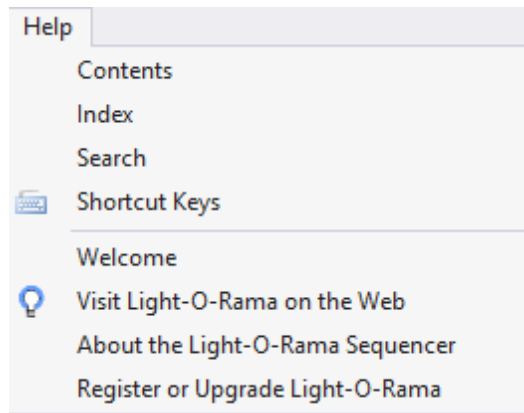 Help
Contents
Index
Search
Shortcut Keys
Welcome
Visit Light-O-Rama on the Web
About the Light-O-Rama Sequencer
Register or Upgrade Light-O-Rama